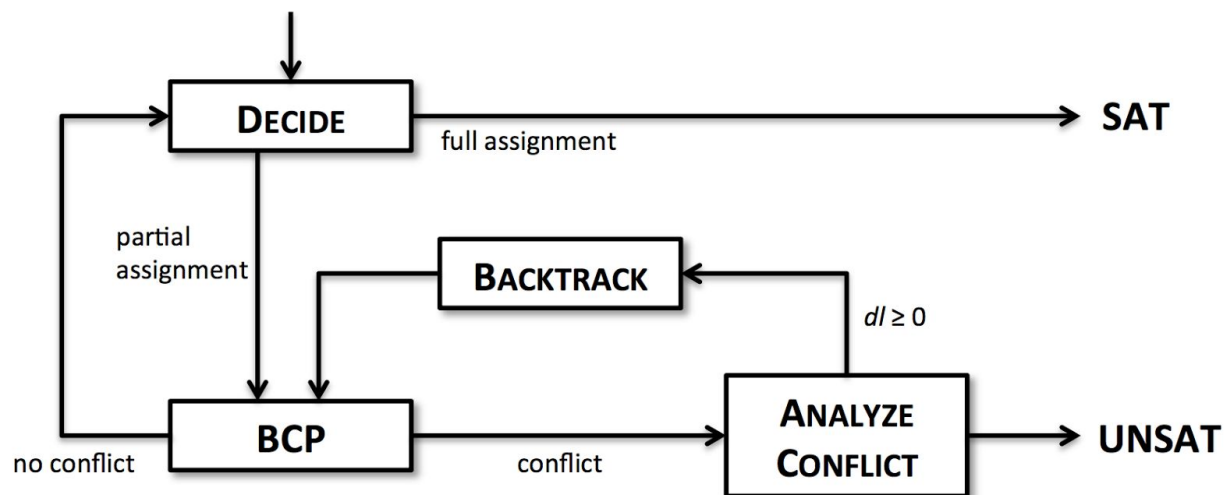 DECIDE
full assignment
SAT
partial
assignment
BACKTRACK
dl ≥ 0
BCP
no conflict
conflict
ANALYZE
CONFLICT
UNSAT